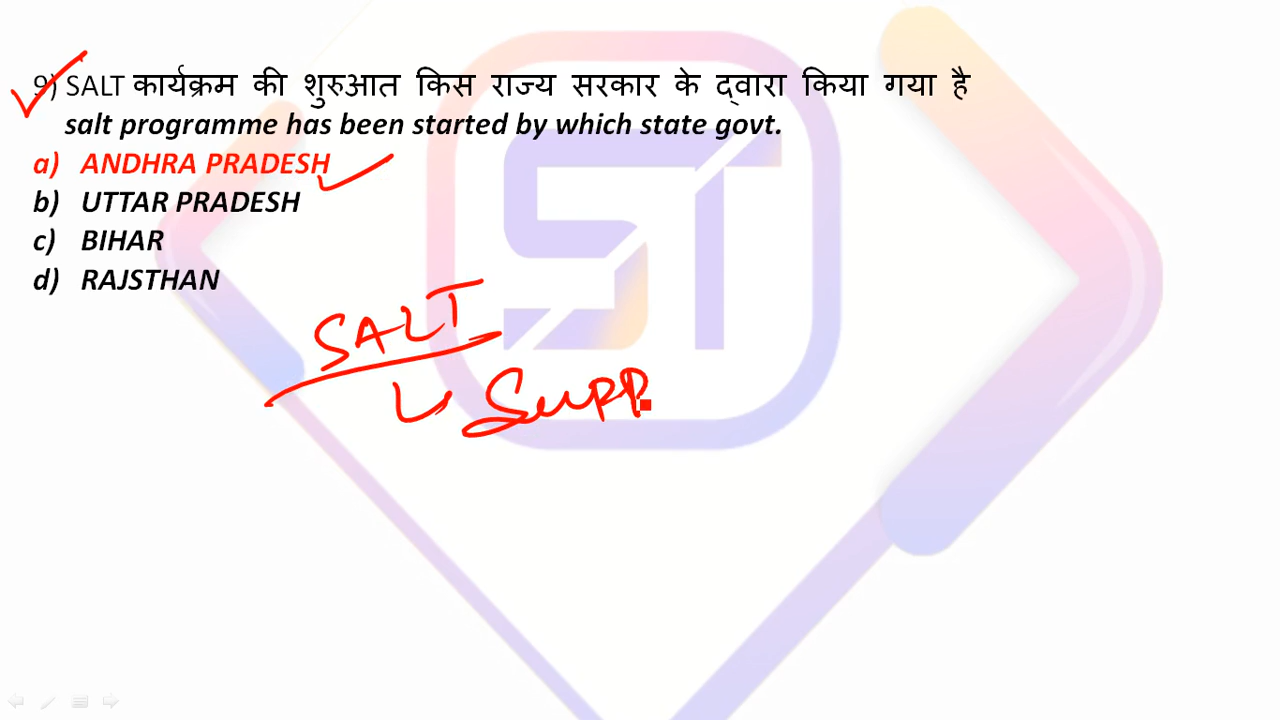 9) SALT कार्यक्रम की शुरुआत किस राज्य सरकार के द्वारा किया गया है
salt programme has been started by which state govt.
a) ANDHRA PRADESH
b) UTTAR PRADESH
c) BIHAR
d) RAJSTHAN
SALT
SUPP
ST